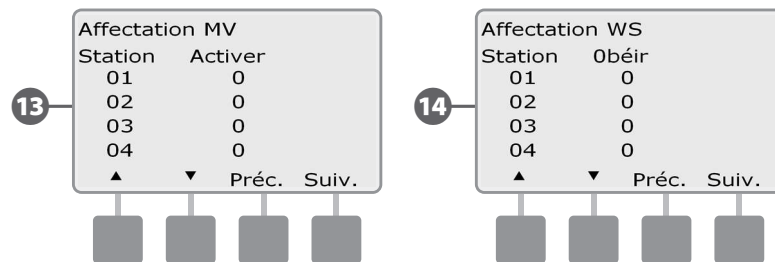 13
Affectation MV
Station Activer
01 0
02 0
03 0
04 0
▲ ▼ Préc. Suiv.
14
Affectation WS
Station 0béir
01 0
02 0
03 0
04 0
▲ ▼ Préc. Suiv.